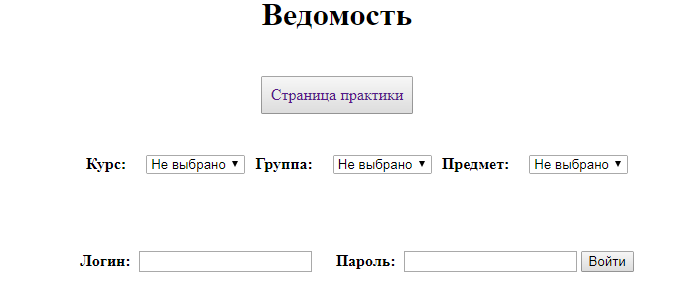 Ведомость
Страница практики
Курс: Не выбрано Группа: Не выбрано Предмет: Не выбрано
Логин: Пароль: Войти